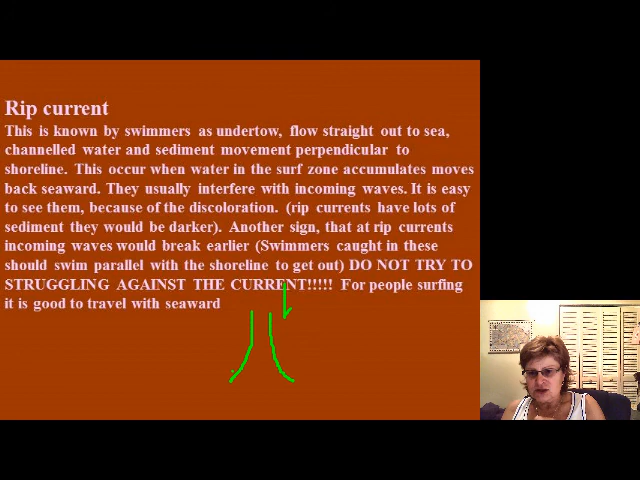 Rip current
This is known by swimmers as undertow, flow straight out to sea,
channelled water and sediment movement perpendicular to
shoreline. This occur when water in the surf zone accumulates moves
back seaward. They usually interfere with incoming waves. It is easy
to see them, because of the discoloration. (rip currents have lots of
sediment they would be darker). Another sign, that at rip currents
incoming waves would break earlier (Swimmers caught in these
should swim parallel with the shoreline to get out) DO NOT TRY TO
STRUGGLING AGAINST THE CURRENT!!!!! For people surfing
it is good to travel with seaward